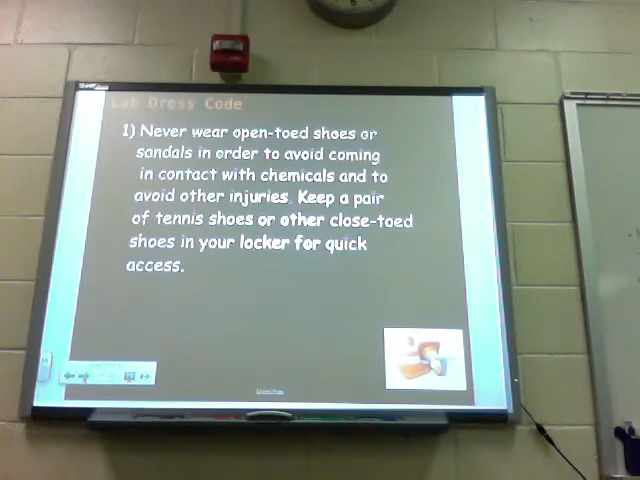 Lab Dress Code
1) Never wear open-toed shoes or
sandals in order to avoid coming
in contact with chemicals and to
avoid other injuries. Keep a pair
of tennis shoes or other close-toed
shoes in your locker for quick
access.